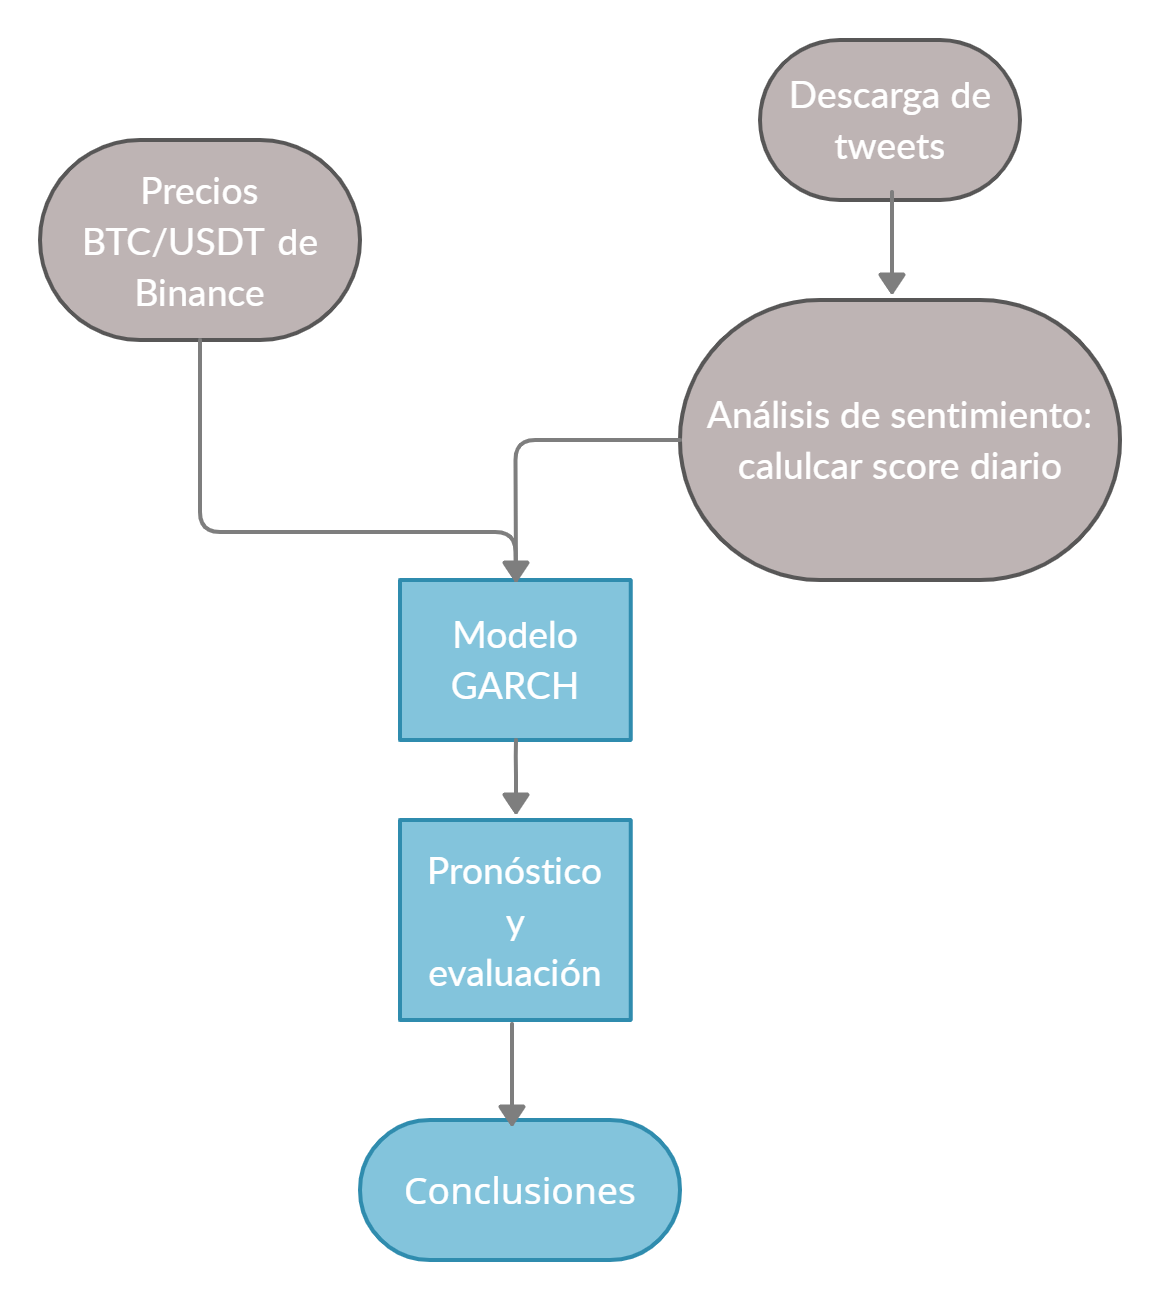 Descarga de
tweets
Precios
BTC/USDT de
Binance
Análisis de sentimiento:
calulcar score diario
Modelo
GARCH
Pronóstico
y
evaluación
Conclusiones